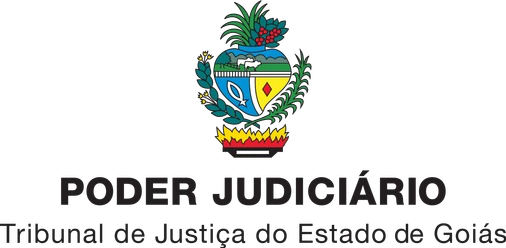 PODER JUDICIÁRIO
Tribunal de Justiça do Estado de Goiás